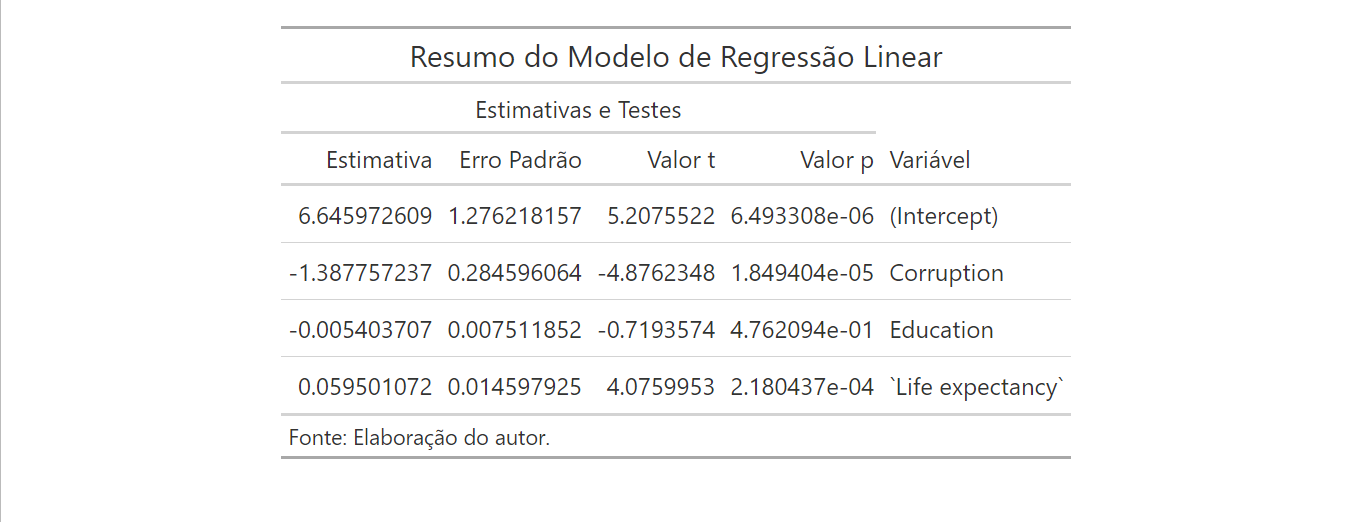 Resumo do Modelo de Regressão Linear
Estimativas e Testes
Estimativa Erro Padrão Valor t Valor p Variável
6.645972609 1.276218157 5.2075522 6.493308e-06 (Intercept)
-1.387757237 0.284596064 -4.8762348 1.849404e-05 Corruption
-0.005403707 0.007511852 -0.7193574 4.762094e-01 Education
0.059501072 0.014597925 4.0759953 2.180437e-04 `Life expectancy`
Fonte: Elaboração do autor.